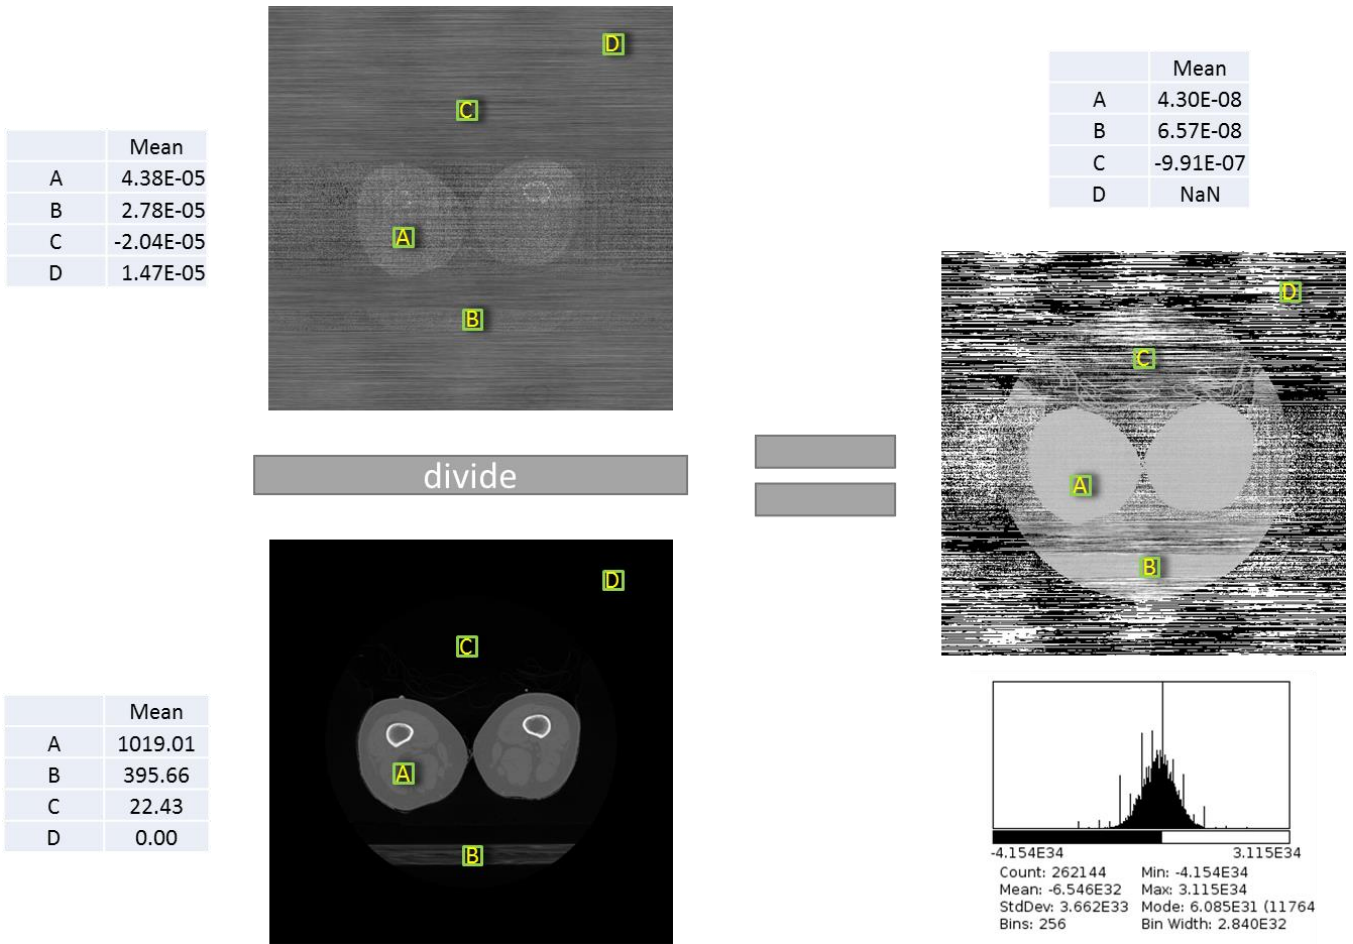 Mean
A 4.38E-05
B 2.78E-05
C -2.04E-05
D 1.47E-05
D
C
A
B
divide
Mean
A 1019.01
B 395.66
C 22.43
D 0.00
D
C
A
B
Mean
A 4.30E-08
B 6.57E-08
C -9.91E-07
D NaN
D
C
A
B
-4.154E34 3.115E34
Count: 262144 Min: -4.154E34
Mean: -6.546E32 Max: 3.115E34
StdDev: 3.662E33 Mode: 6.085E31 (11764
Bins: 256 Bin Width: 2.840E32